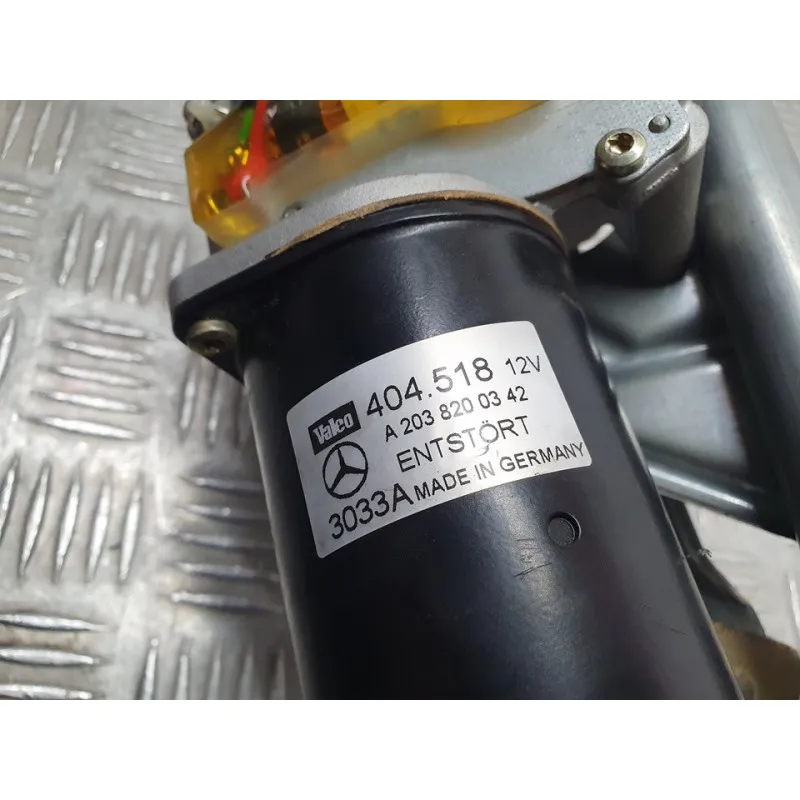 Valeo 404.518 12V
A 203 820 03 42
ENTSTÖRT
3033A MADE IN GERMANY